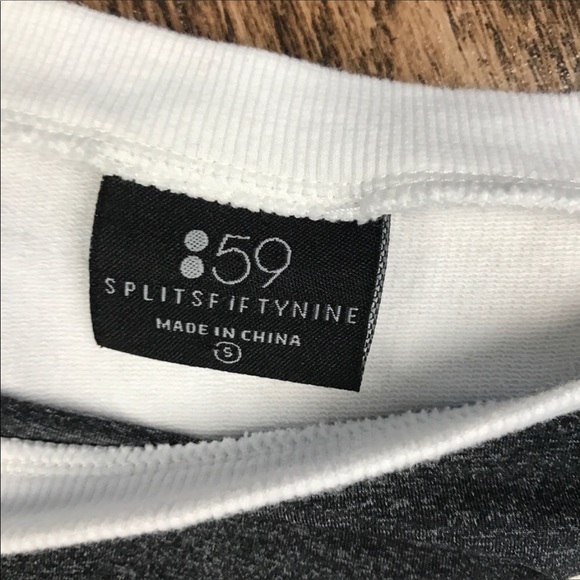 :59
SPLITSFIFTYNINE
MADE IN CHINA
S